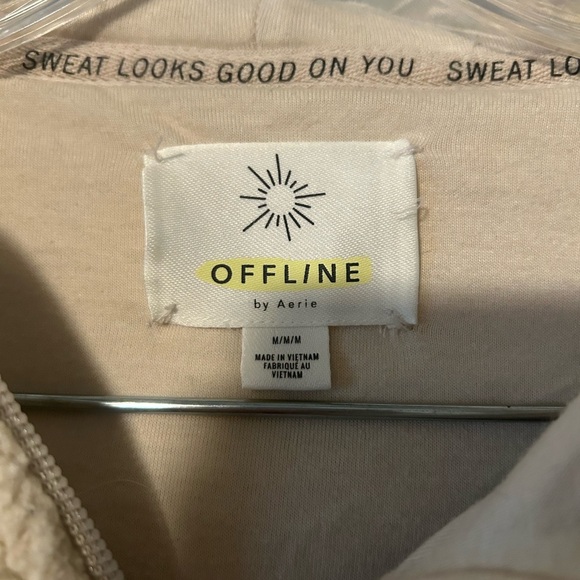 SWEAT LOOKS GOOD ON YOU SWEAT LO
OFFLINE
by Aerie
M/M/M
MADE IN VIETNAM
FABRIQUÉ AU
VIETNAM